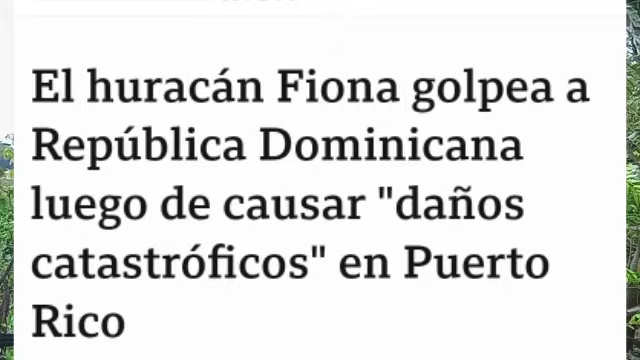 El huracán Fiona golpea a
República Dominicana
luego de causar "daños
catastróficos" en Puerto
Rico